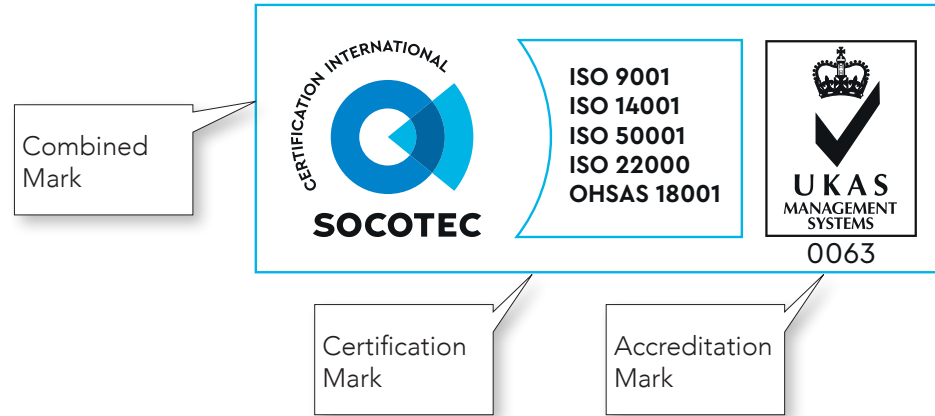 Combined
Mark
CERTIFICATION INTERNATIONAL
SOCOTEC
ISO 9001
ISO 14001
ISO 50001
ISO 22000
OHSAS 18001
UKAS
MANAGEMENT
SYSTEMS
0063
Certification
Mark
Accreditation
Mark